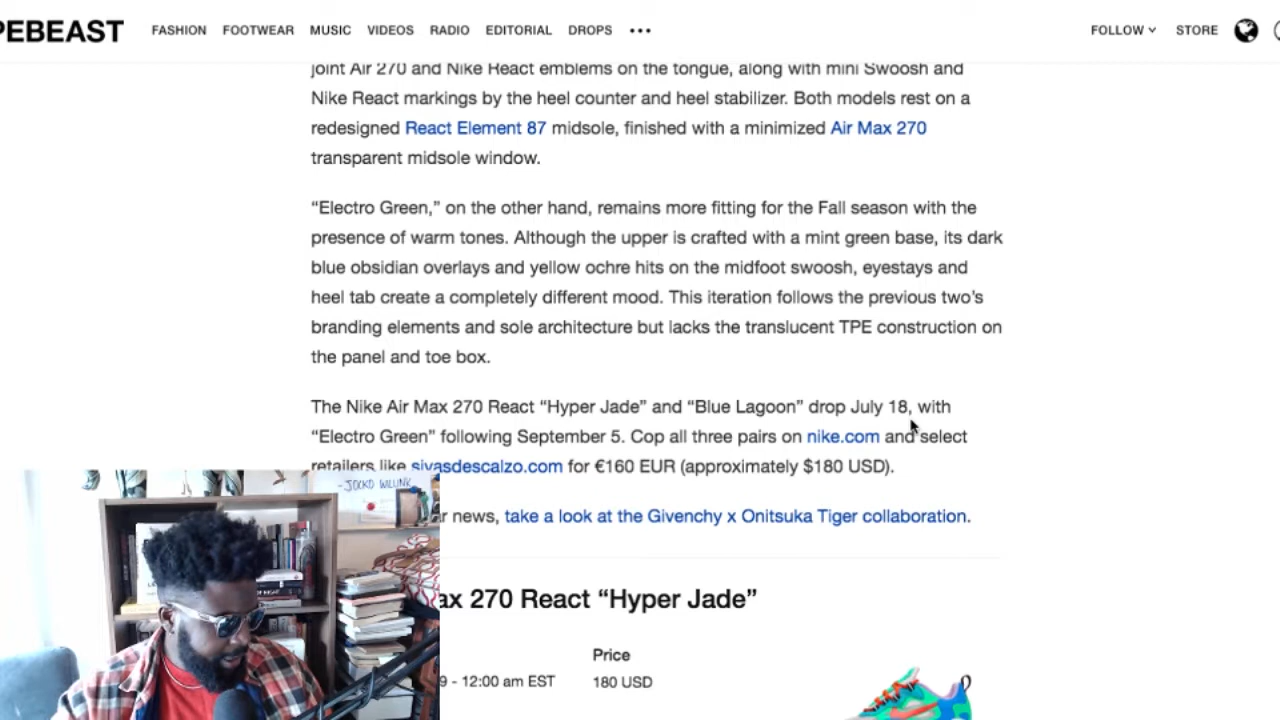 PEBEAST FASHION FOOTWEAR MUSIC VIDEOS RADIO EDITORIAL DROPS ••• FOLLOW STORE
joint Air 270 and Nike React emblems on the tongue, along with mini Swoosh and
Nike React markings by the heel counter and heel stabilizer. Both models rest on a
redesigned React Element 87 midsole, finished with a minimized Air Max 270
transparent midsole window.
“Electro Green,” on the other hand, remains more fitting for the Fall season with the
presence of warm tones. Although the upper is crafted with a mint green base, its dark
blue obsidian overlays and yellow ochre hits on the midfoot swoosh, eyestays and
heel tab create a completely different mood. This iteration follows the previous two’s
branding elements and sole architecture but lacks the translucent TPE construction on
the panel and toe box.
The Nike Air Max 270 React “Hyper Jade” and “Blue Lagoon” drop July 18, with
“Electro Green” following September 5. Cop all three pairs on nike.com and select
retailers like sivasdescalzo.com for €160 EUR (approximately $180 USD).
-JOCKO WILLINK
r news, take a look at the Givenchy x Onitsuka Tiger collaboration.
ax 270 React “Hyper Jade”
Price
9 - 12:00 am EST 180 USD